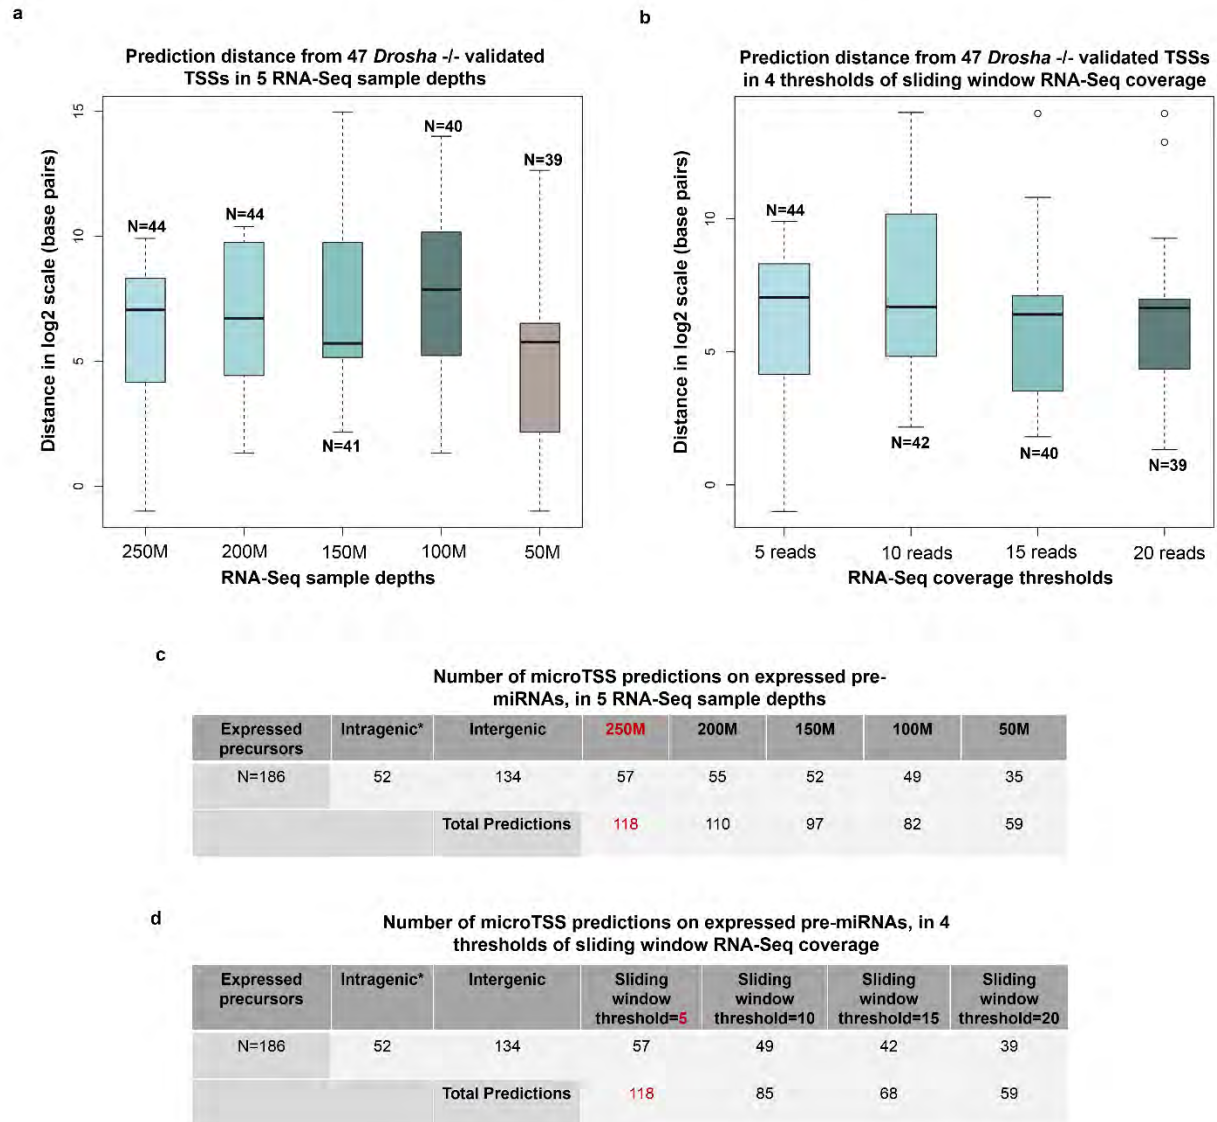 a
Prediction distance from 47 Drosha -/- validated
TSSs in 5 RNA-Seq sample depths
Distance in log2 scale (base pairs)
15
10
5
0
N=44
N=44
N=41
N=40
N=39
250M
200M
150M
100M
50M
RNA-Seq sample depths
b
Prediction distance from 47 Drosha -/- validated TSSs
in 4 thresholds of sliding window RNA-Seq coverage
Distance in log2 scale (base pairs)
10
5
0
N=44
N=42
N=40
N=39
5 reads
10 reads
15 reads
20 reads
RNA-Seq coverage thresholds
c
Number of microTSS predictions on expressed pre-
miRNAs, in 5 RNA-Seq sample depths
Expressed precursors Intragenic* Intergenic 250M 200M 150M 100M 50M
N=186 52 134 57 55 52 49 35
Total Predictions 118 110 97 82 59
d
Number of microTSS predictions on expressed pre-miRNAs, in 4
thresholds of sliding window RNA-Seq coverage
Expressed precursors Intragenic* Intergenic Sliding window threshold=5 Sliding window threshold=10 Sliding window threshold=15 Sliding window threshold=20
N=186 52 134 57 49 42 39
Total Predictions 118 85 68 59